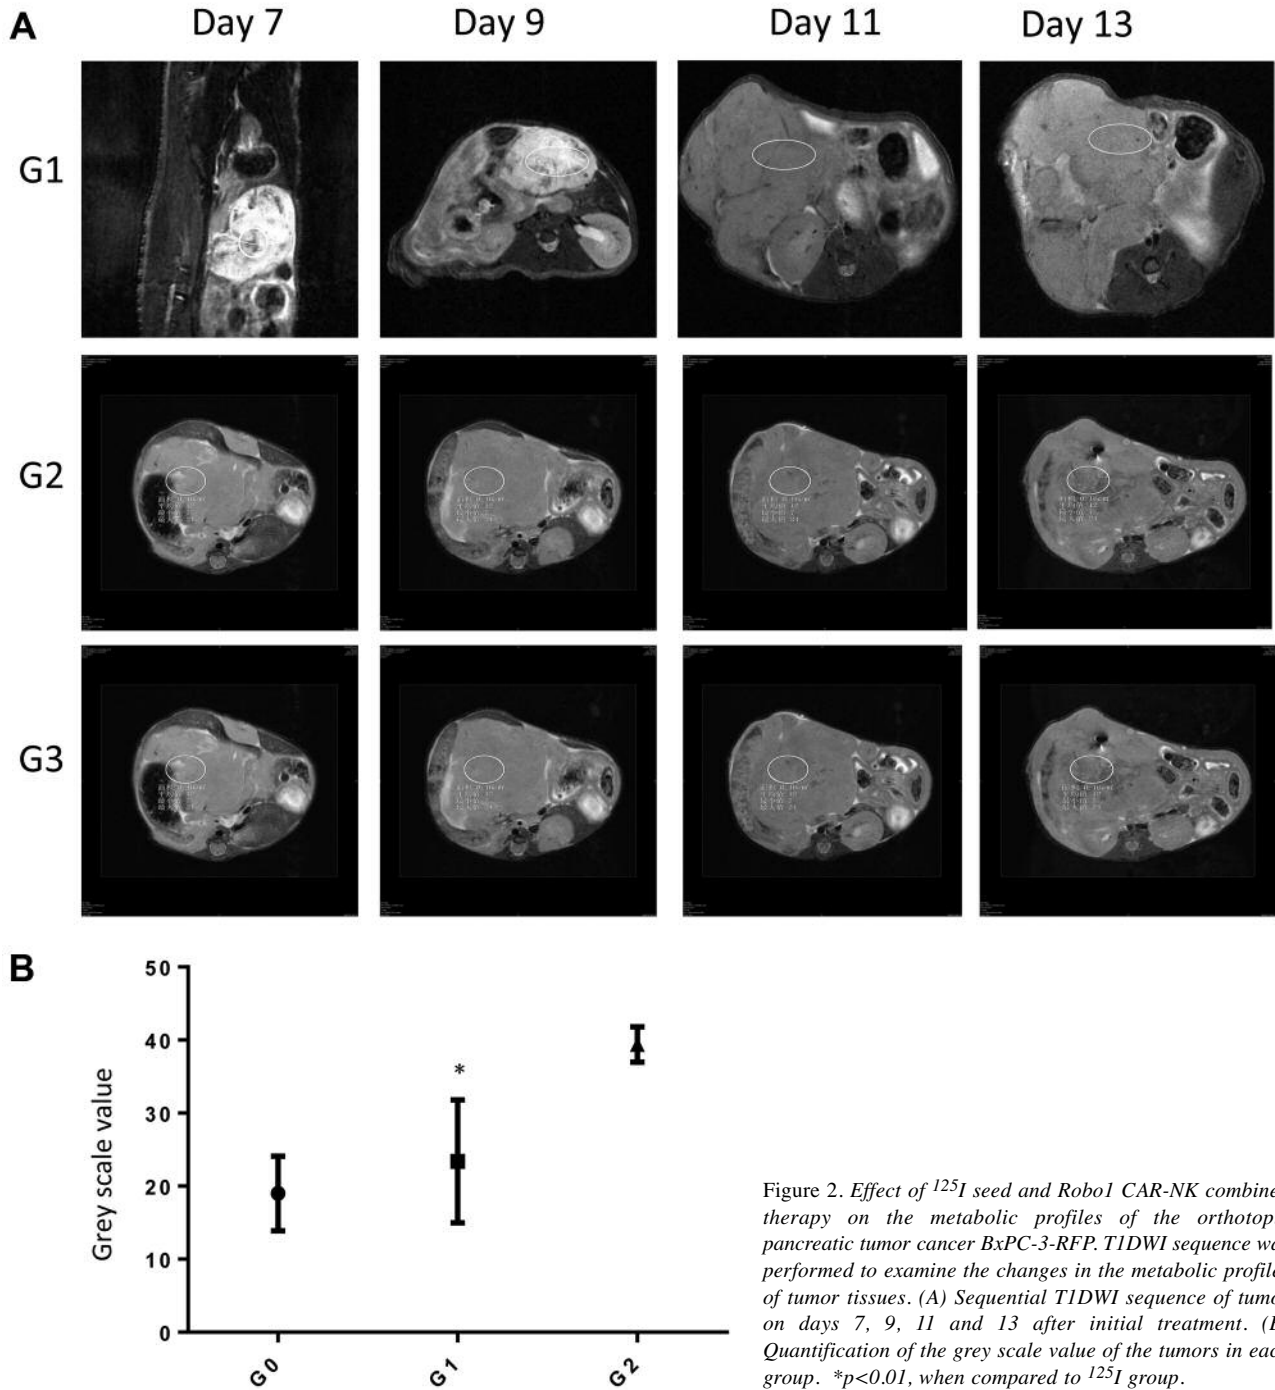 A
Day 7
Day 9
Day 11
Day 13
G1
G2
G3
B
50
40
30
20
10
0
Grey scale value
*
G0
G1
G2
Figure 2. Effect of 125I seed and Robo1 CAR-NK combine
therapy on the metabolic profiles of the orthotop
pancreatic tumor cancer BxPC-3-RFP. T1DWI sequence wa
performed to examine the changes in the metabolic profile
of tumor tissues. (A) Sequential T1DWI sequence of tumo
on days 7, 9, 11 and 13 after initial treatment. (B
Quantification of the grey scale value of the tumors in eac
group. *p<0.01, when compared to 125I group.